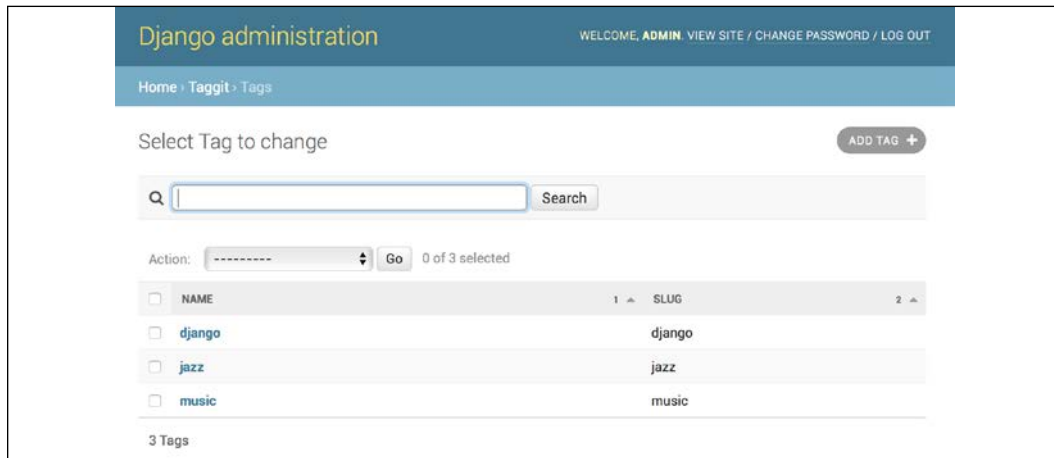 Django administration
WELCOME, ADMIN. VIEW SITE / CHANGE PASSWORD / LOG OUT
Home › Taggit › Tags
Select Tag to change
ADD TAG +
Search
Action: --------- Go 0 of 3 selected
NAME 1 SLUG 2
django django
jazz jazz
music music
3 Tags